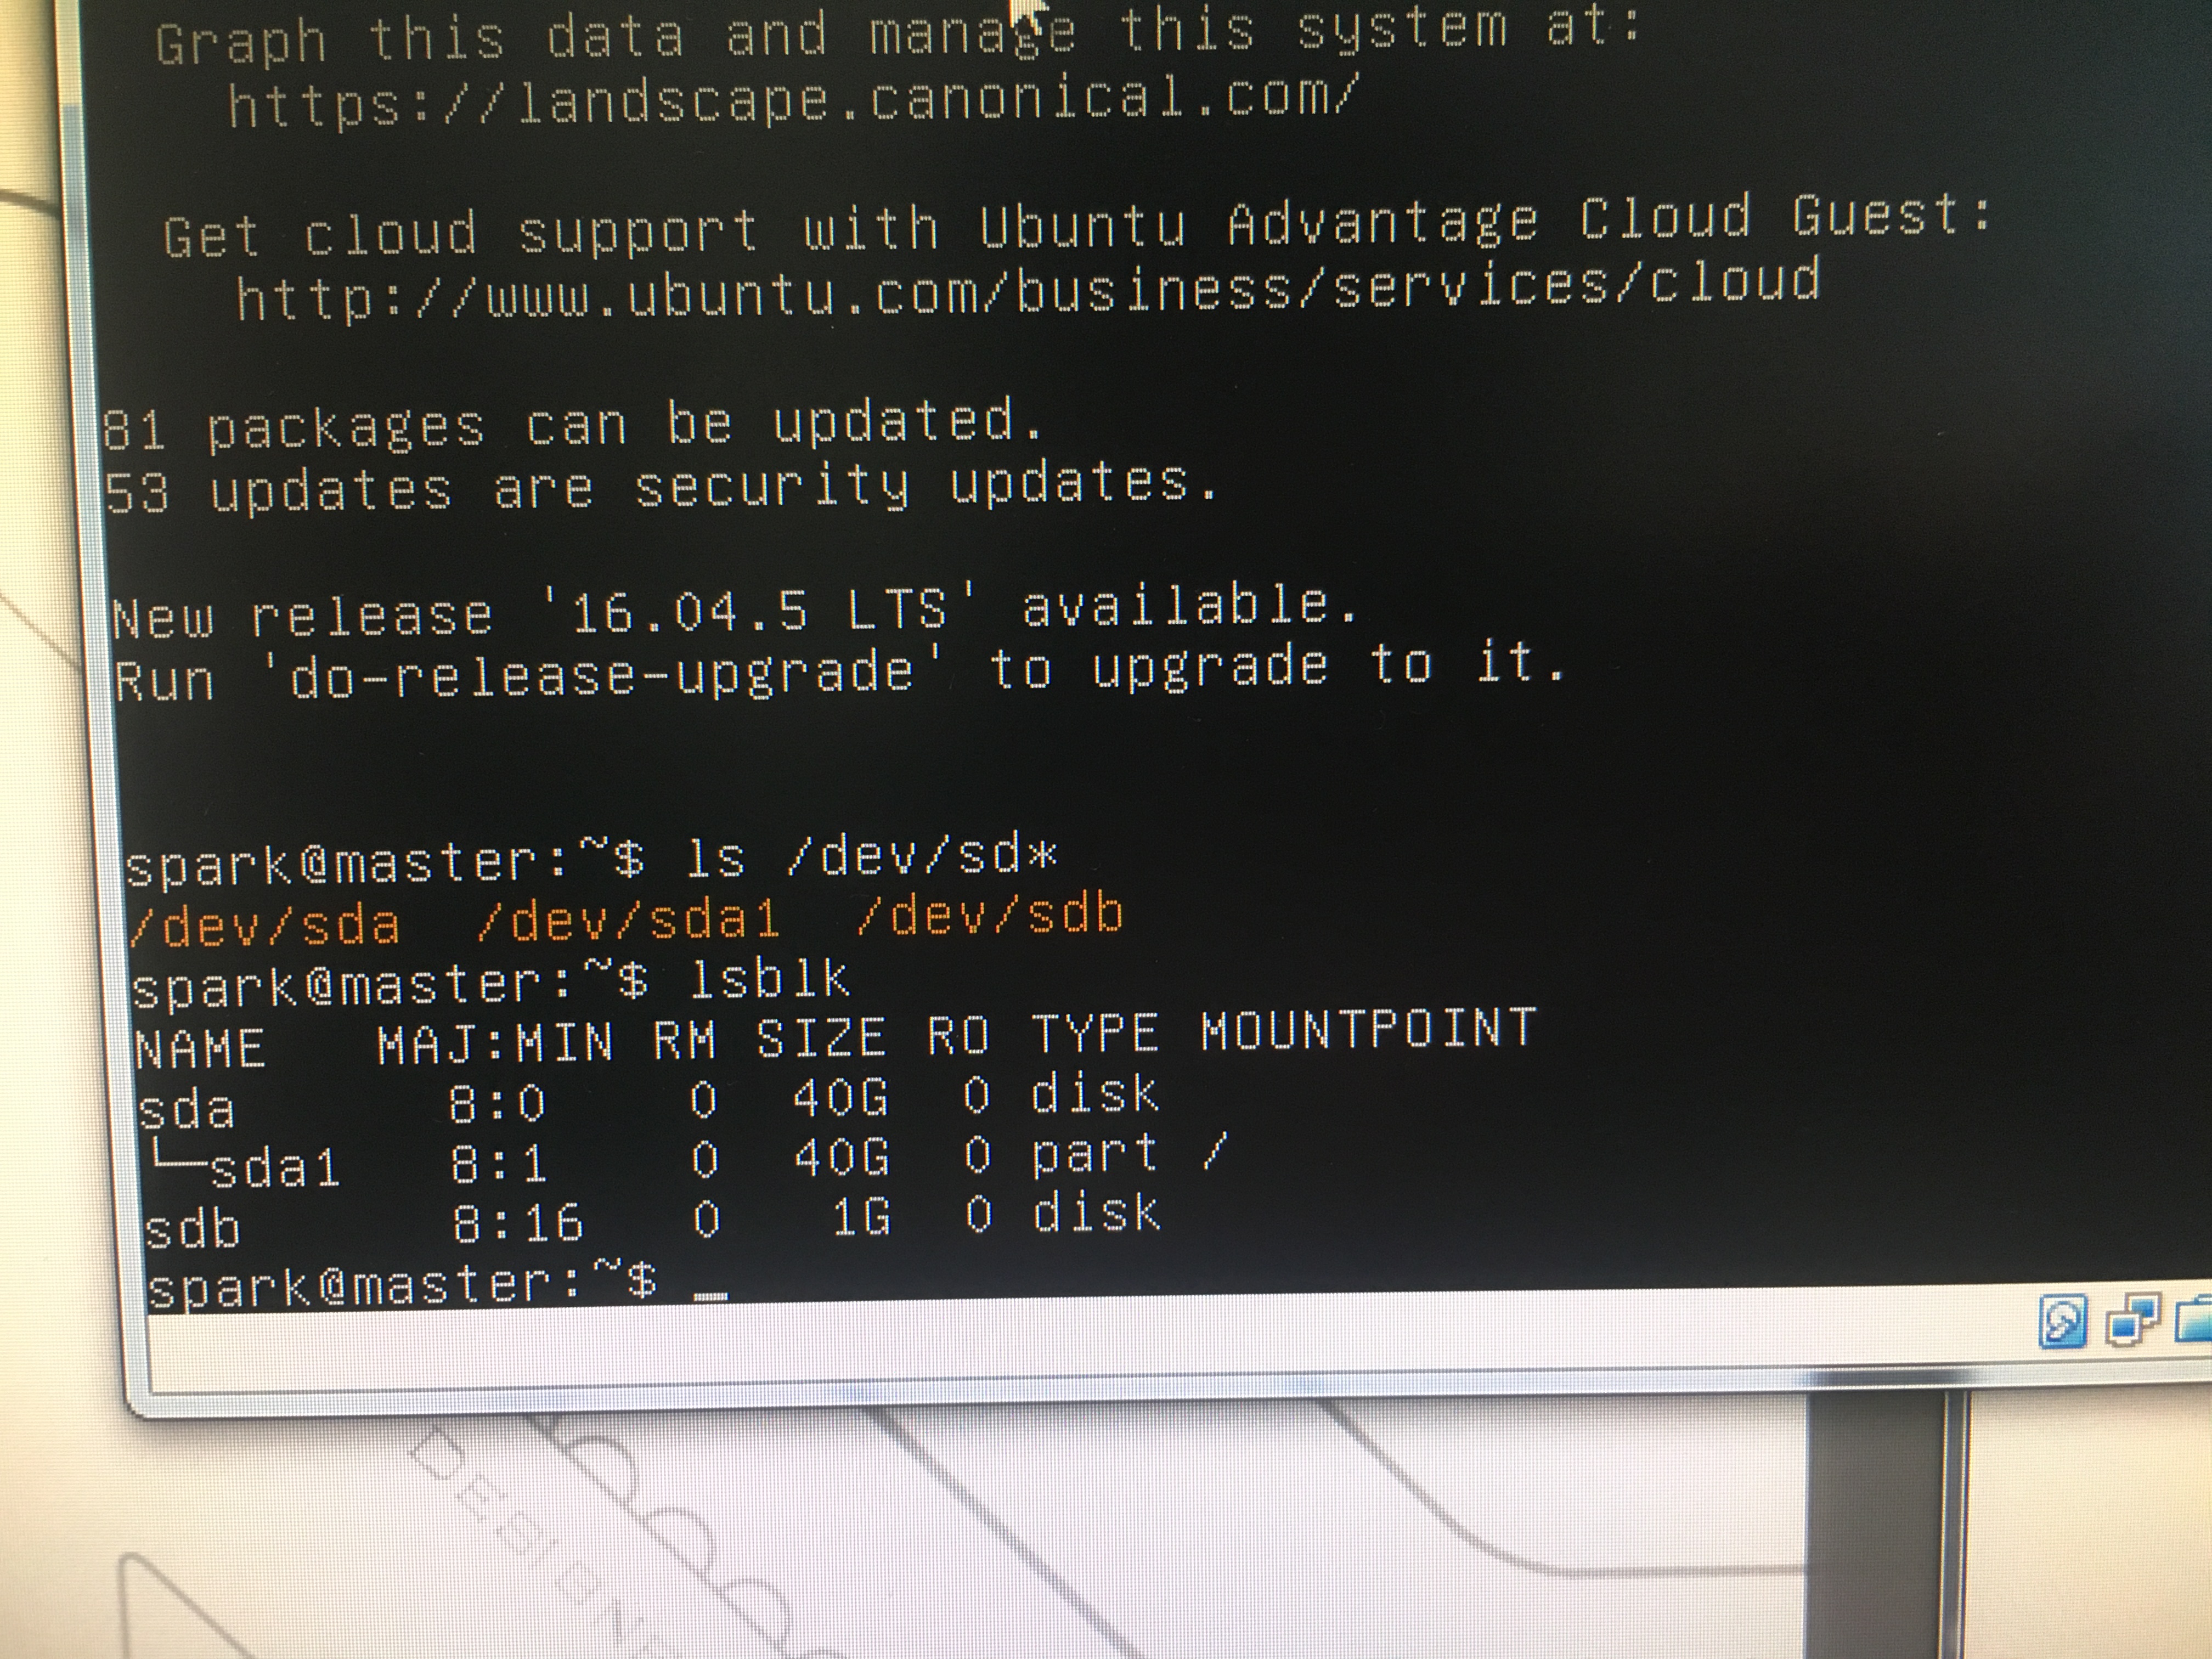 Graph this data and manage this system at:
https://landscape.canonical.com/
Get cloud support with Ubuntu Advantage Cloud Guest:
http://www.ubuntu.com/business/services/cloud
81 packages can be updated.
53 updates are security updates.
New release '16.04.5 LTS' available.
Run 'do-release-upgrade' to upgrade to it.
spark@master:~$ ls /dev/sd*
/dev/sda  /dev/sda1  /dev/sdb
spark@master:~$ lsblk
NAME   MAJ:MIN RM SIZE RO TYPE MOUNTPOINT
sda      8:0    0  40G  0 disk
└─sda1   8:1    0  40G  0 part /
sdb      8:16   0   1G  0 disk
spark@master:~$ _